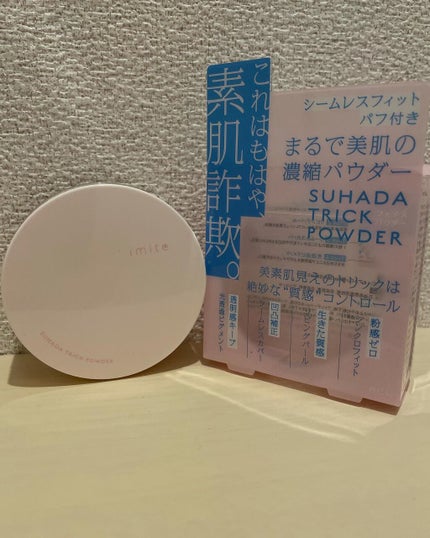 これはもはや、
素肌詐欺。
シームレスフィット
パフ付き
まるで美肌の
濃縮パウダー
SUHADA
TRICK
POWDER
美素肌見えのトリックは
絶妙な“質感”コントロール
粉感ゼロ
シンクロフィット
生きた質感
凹凸補正
シームレスカバー
透明感キープ
imite
SUHADA TRICK POWDER